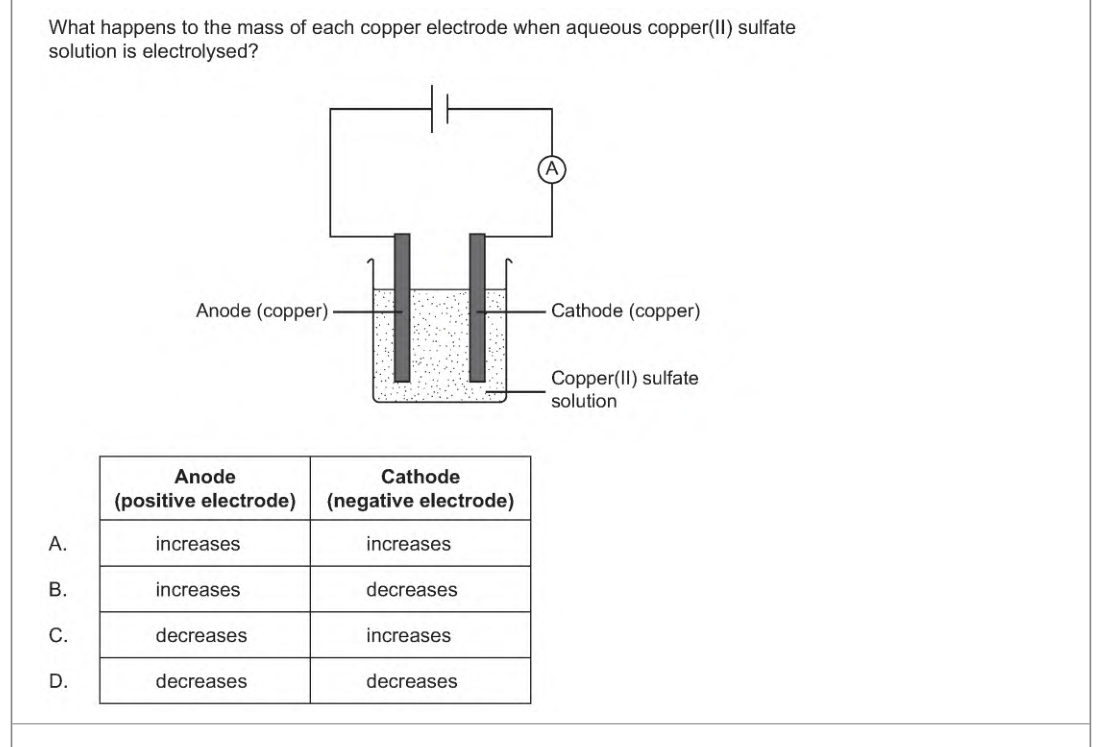 What happens to the mass of each copper electrode when aqueous copper(II) sulfate
solution is electrolysed?
A
Anode (copper)
Cathode (copper)
Copper(II) sulfate
solution
Anode
(positive electrode)
Cathode
(negative electrode)
A. increases increases
B. increases decreases
C. decreases increases
D. decreases decreases